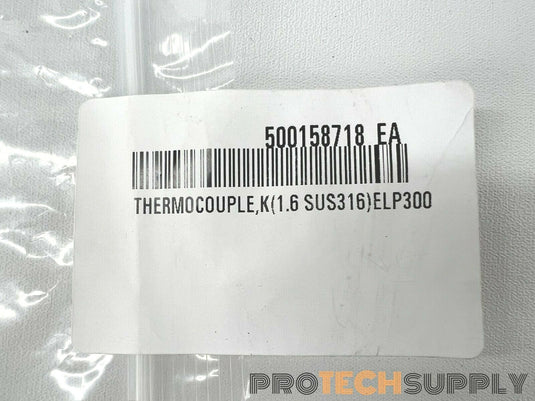 500158718 EA
THERMOCOUPLE,K(1.6 SUS316)ELP300
PROTECHSUPPLY